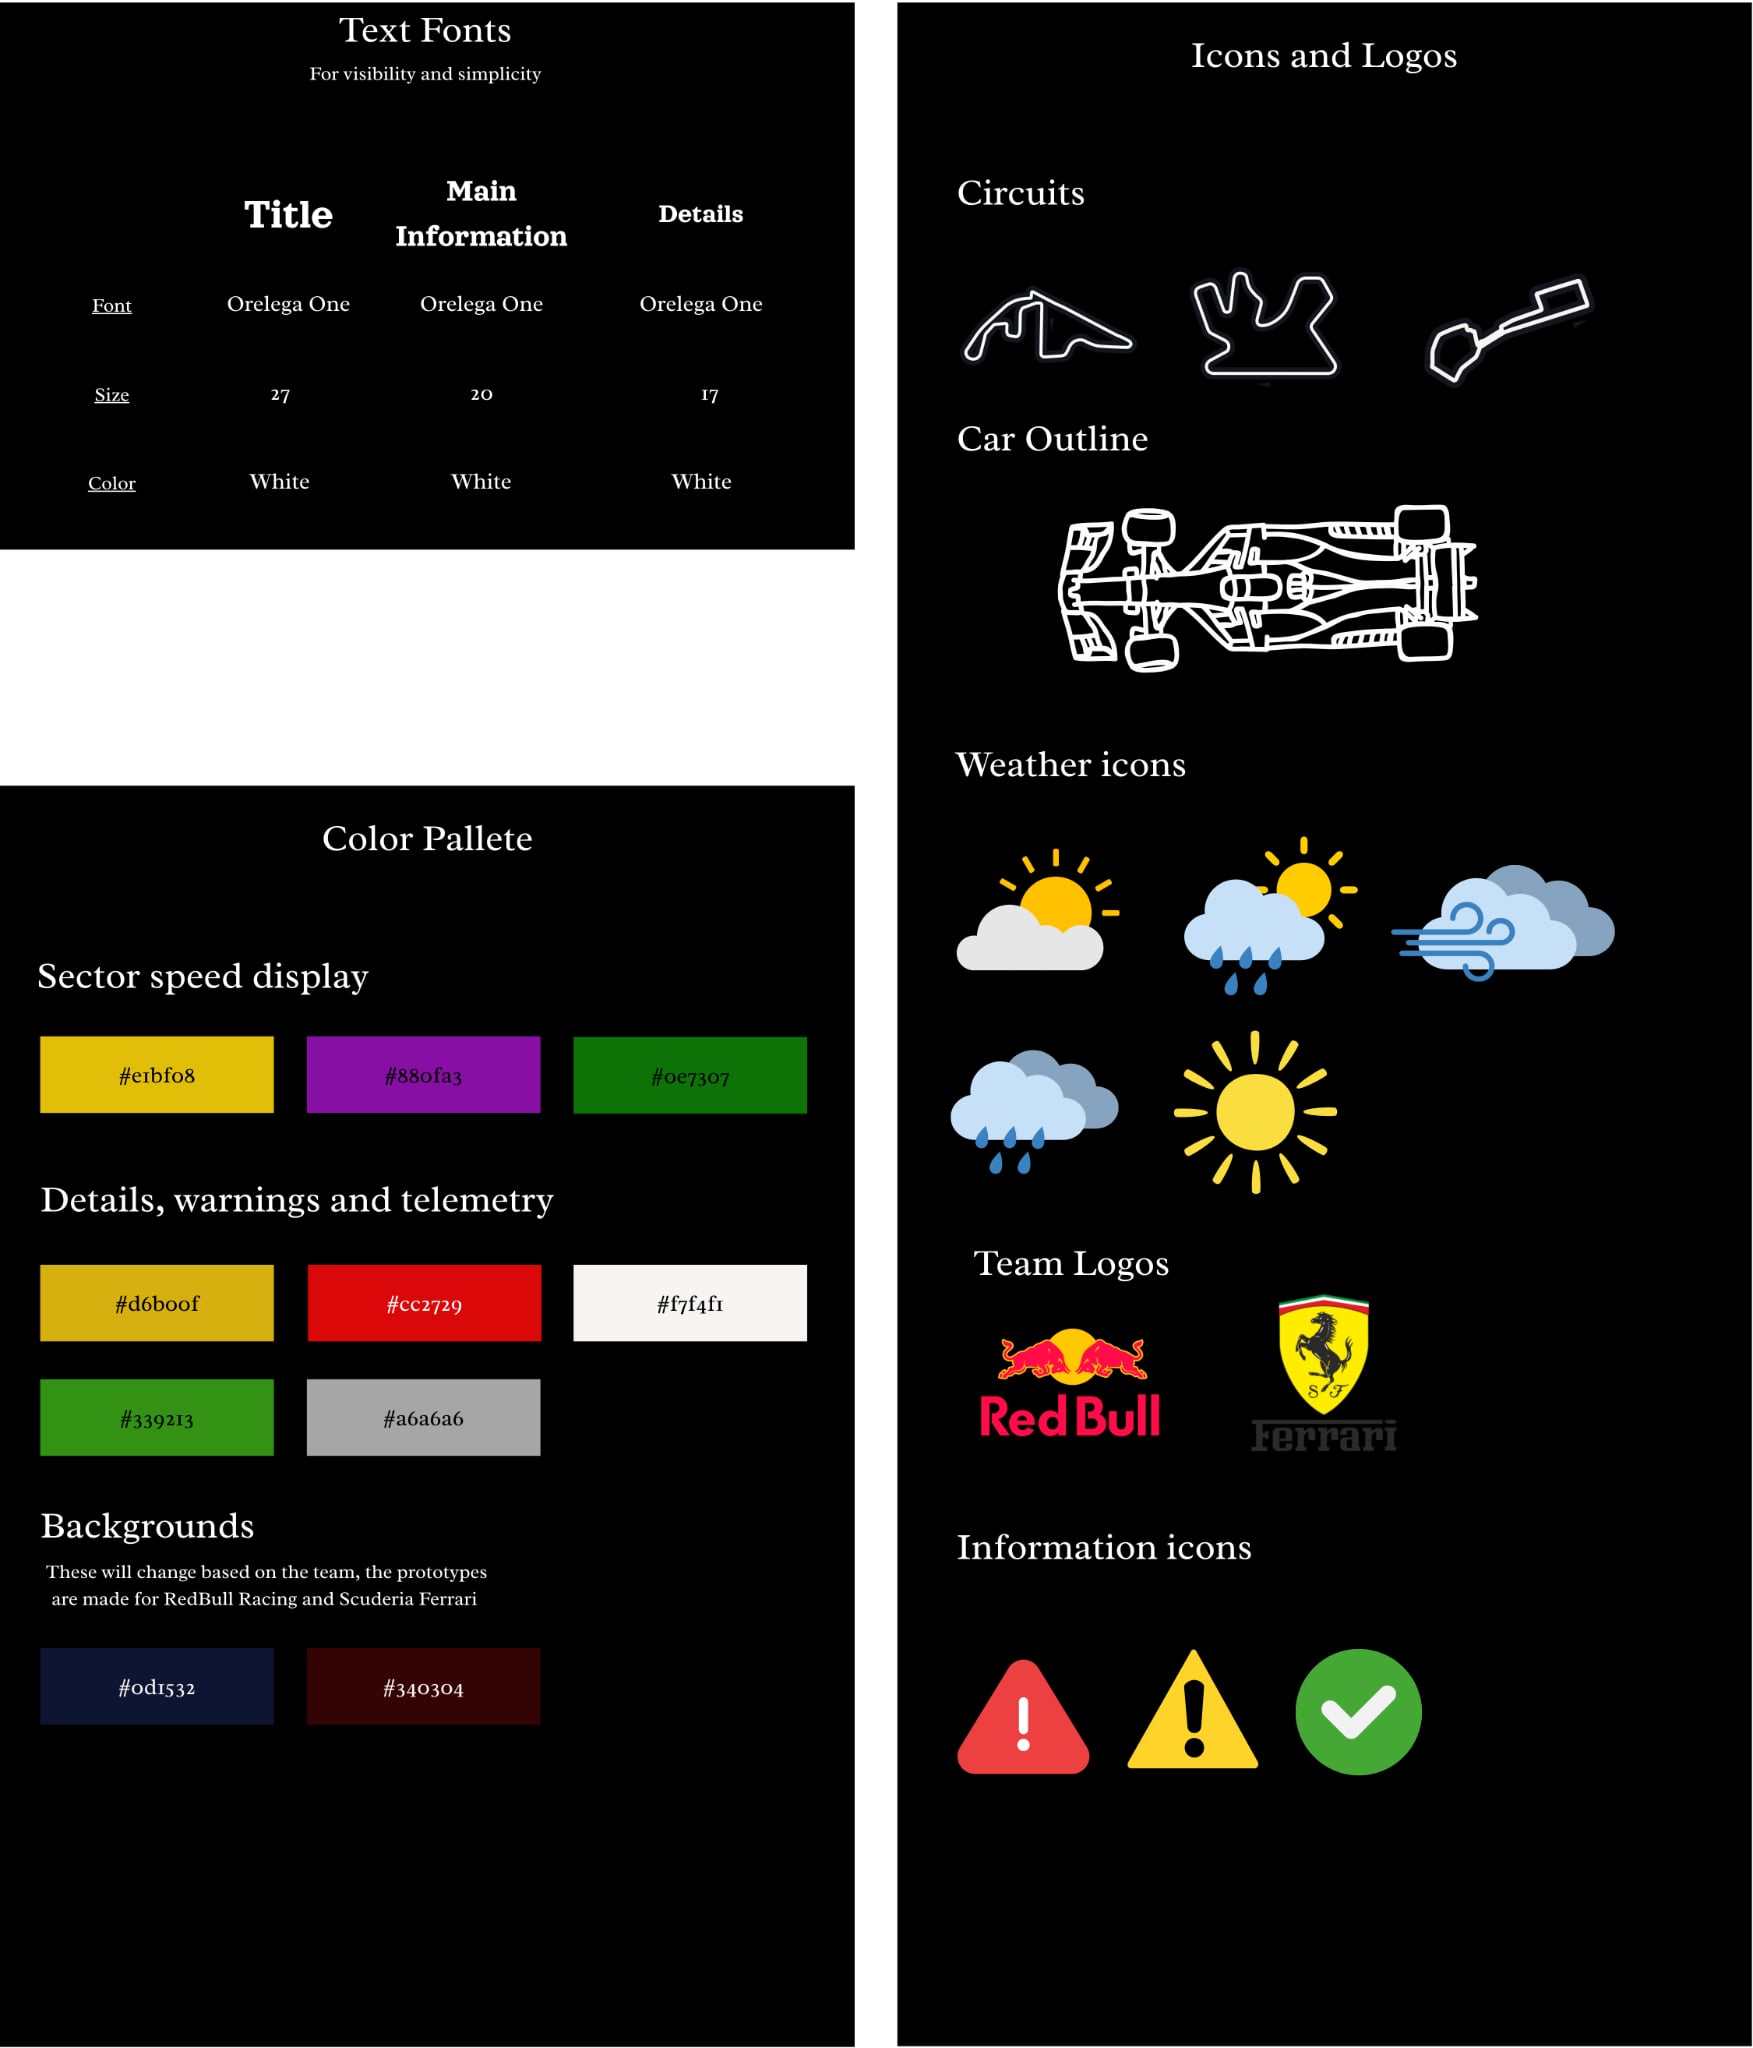 Text Fonts
For visibility and simplicity
Title
Main
Information
Details
Font
Orelega One
Orelega One
Orelega One
Size
27
20
17
Color
White
White
White
Color Pallete
Sector speed display
#e1bf08
#880fa3
#0e7307
Details, warnings and telemetry
#d6b00f
#cc2729
#f7f4f1
#339213
#a6a6a6
Backgrounds
These will change based on the team, the prototypes
are made for RedBull Racing and Scuderia Ferrari
#0d1532
#340304
Icons and Logos
Circuits
Car Outline
Weather icons
Team Logos
Red Bull
S F
Ferrari
Information icons